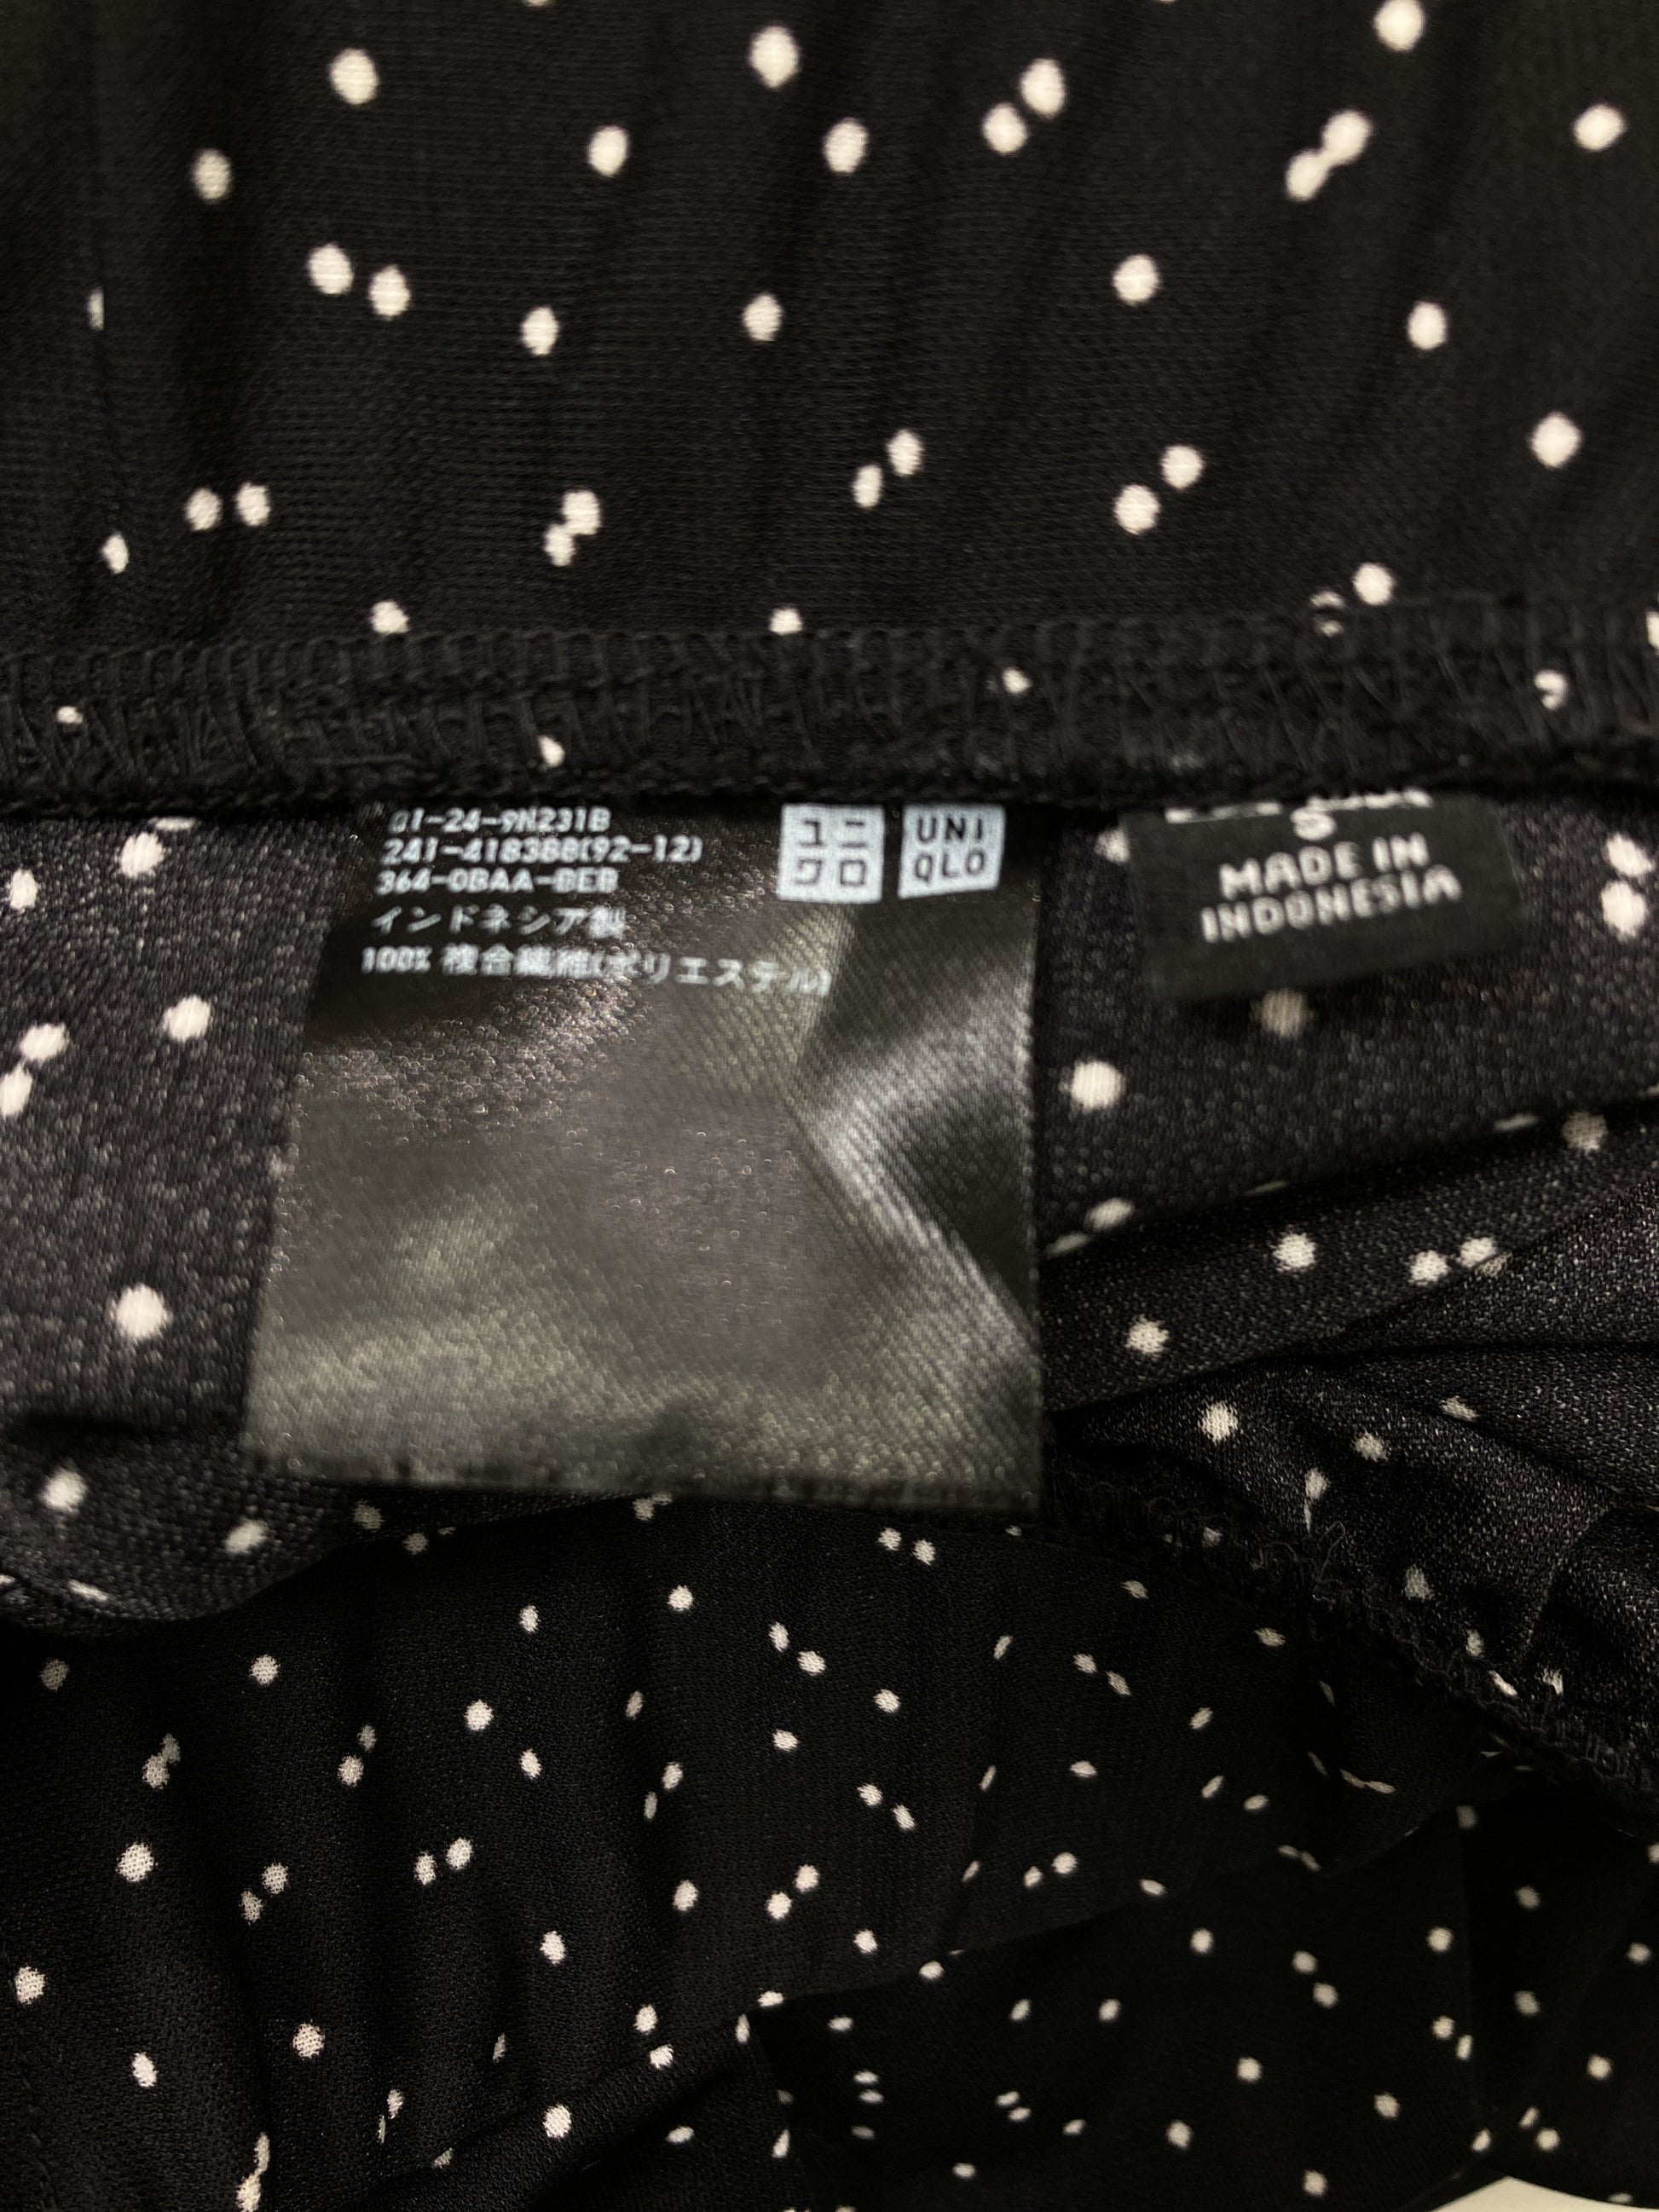 01-24-9N231B
241-418388(92-12)
364-0BAA-BEB
インドネシア製
100% 複合繊維(ポリエステル)
ユニ
クロ
UNI
QLO
S
MADE IN
INDONESIA